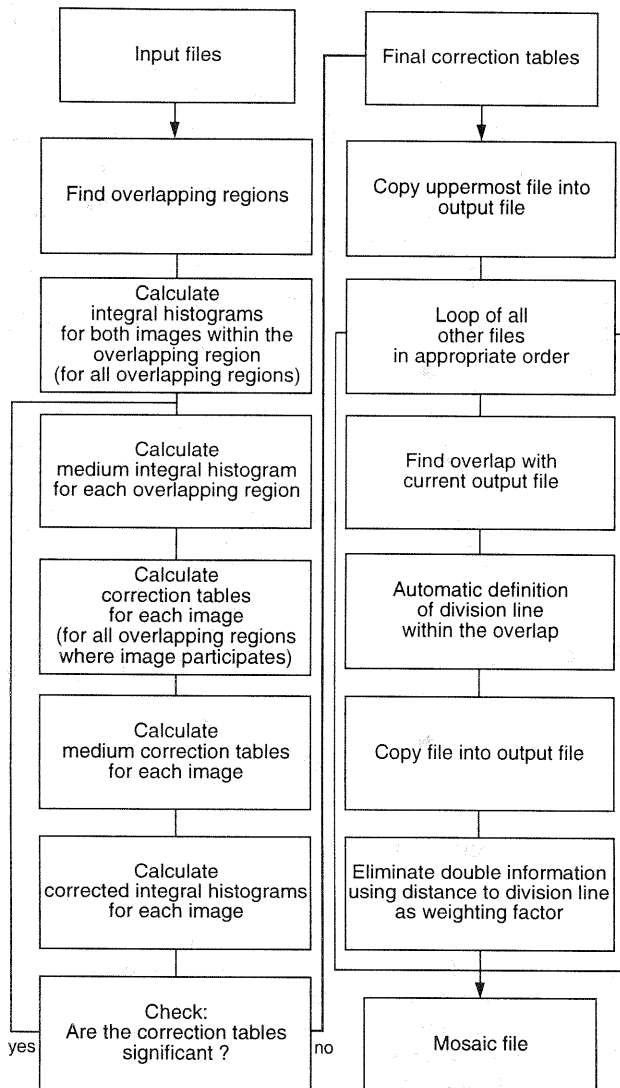 Input files
Find overlapping regions
Calculate
integral histograms
for both images within the
overlapping region
(for all overlapping regions)
Calculate
medium integral histogram
for each overlapping region
Calculate
correction tables
for each image
(for all overlapping regions
where image participates)
Calculate
medium correction tables
for each image
Calculate
corrected integral histograms
for each image
Check:
Are the correction tables
significant ?
yes
no
Final correction tables
Copy uppermost file into
output file
Loop of all
other files
in appropriate order
Find overlap with
current output file
Automatic definition
of division line
within the overlap
Copy file into output file
Eliminate double information
using distance to division line
as weighting factor
Mosaic file